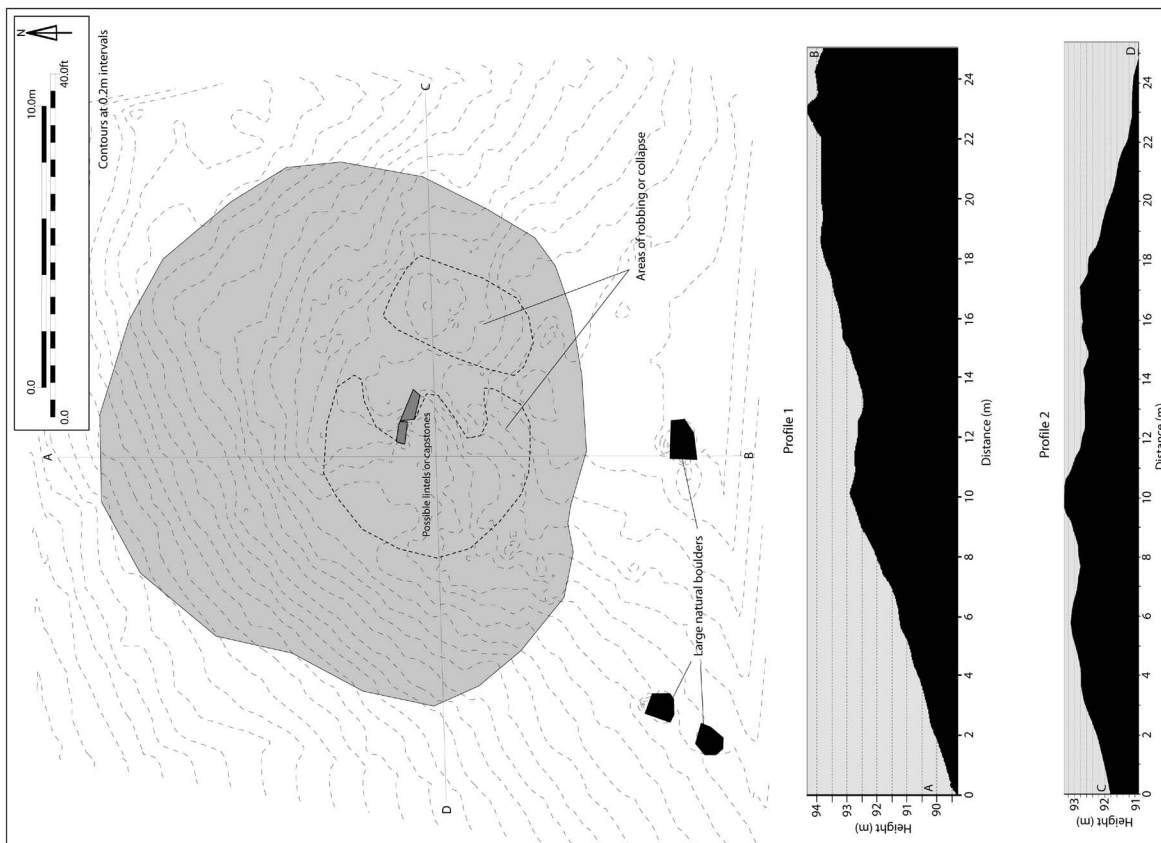 N
0.0
10.0m
0.0
40.0ft
Contours at 0.2m intervals
A
C
Possible lintels or capstones
Areas of robbing or collapse
D
Large natural boulders
B
Profile 1
94
93
92
91
90
Height (m)
A
B
0
2
4
6
8
10
12
14
16
18
20
22
24
Distance (m)
Profile 2
93
92
91
Height (m)
C
D
0
2
4
6
8
10
12
14
16
18
20
22
24
Distance (m)